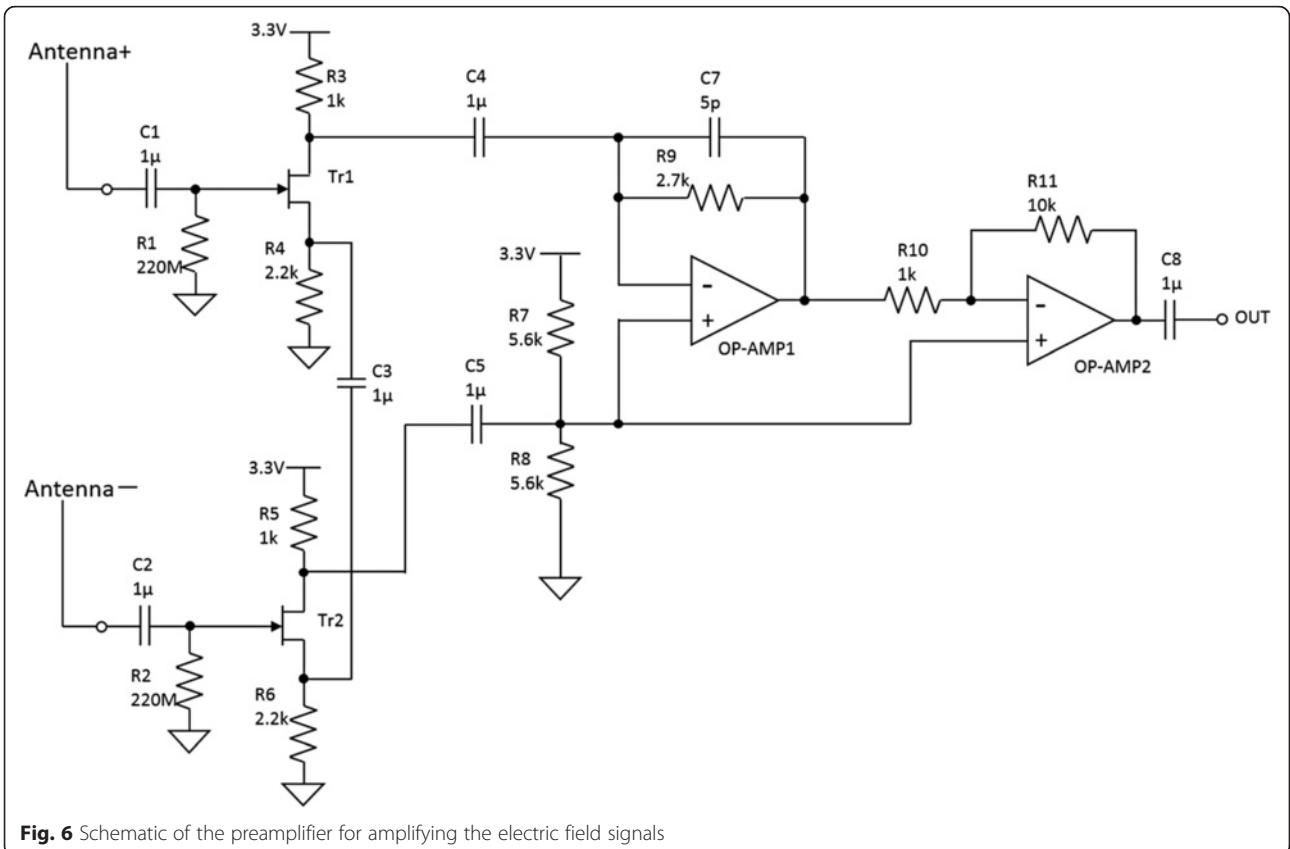 Antenna+
3.3V
R3
1k
C1
1µ
Tr1
R1
220M
R4
2.2k
C4
1µ
C7
5p
R9
2.7k
3.3V
R7
5.6k
-
+
OP-AMP1
R10
1k
R11
10k
-
+
OP-AMP2
C8
1µ
OUT
C3
1µ
C5
1µ
R8
5.6k
Antenna—
3.3V
R5
1k
C2
1µ
Tr2
R2
220M
R6
2.2k
Fig. 6 Schematic of the preamplifier for amplifying the electric field signals